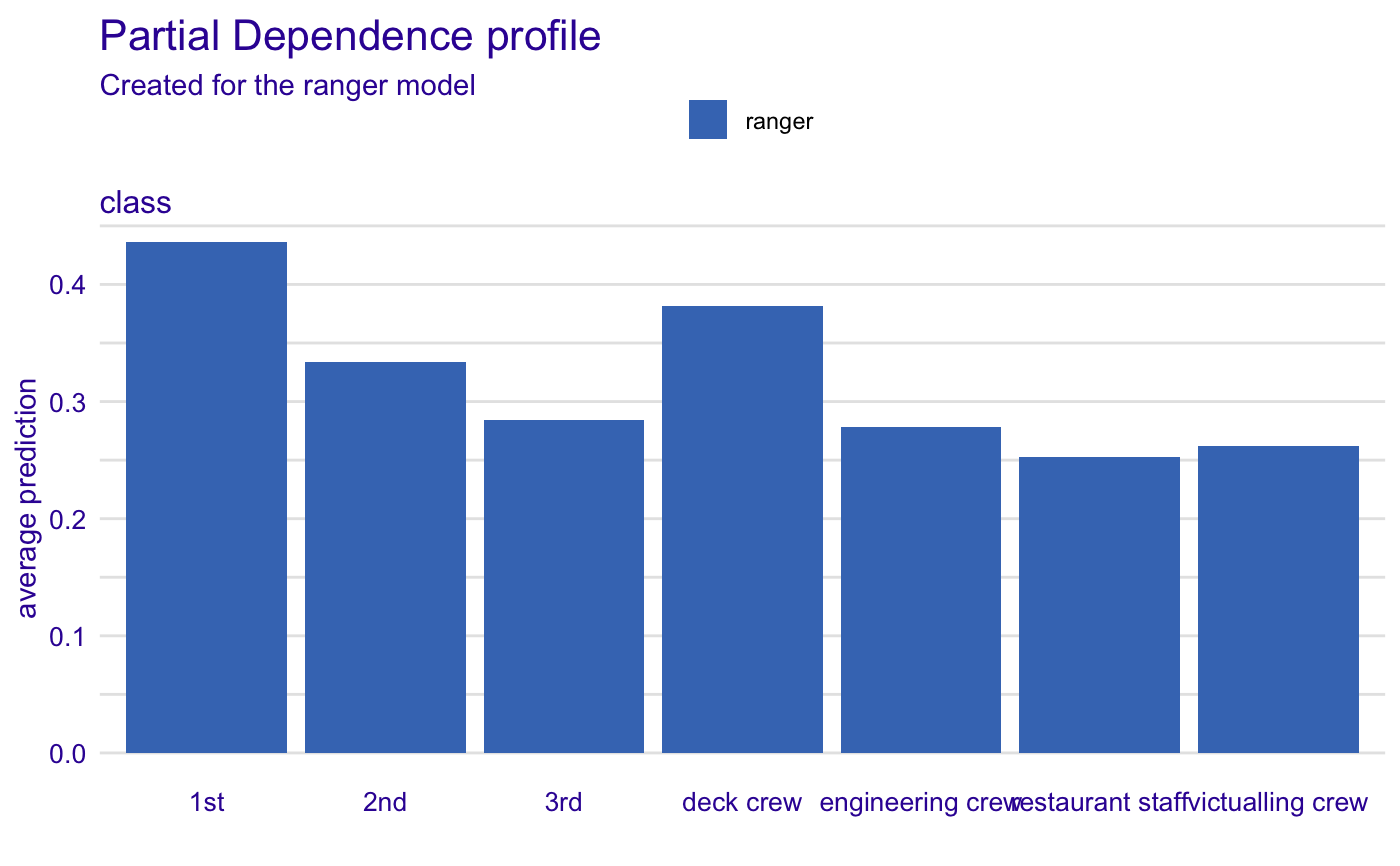 Partial Dependence profile
Created for the ranger model
ranger
class
average prediction
0.4
0.3
0.2
0.1
0.0
1st
2nd
3rd
deck crew
engineering crew
restaurant staff
victualling crew